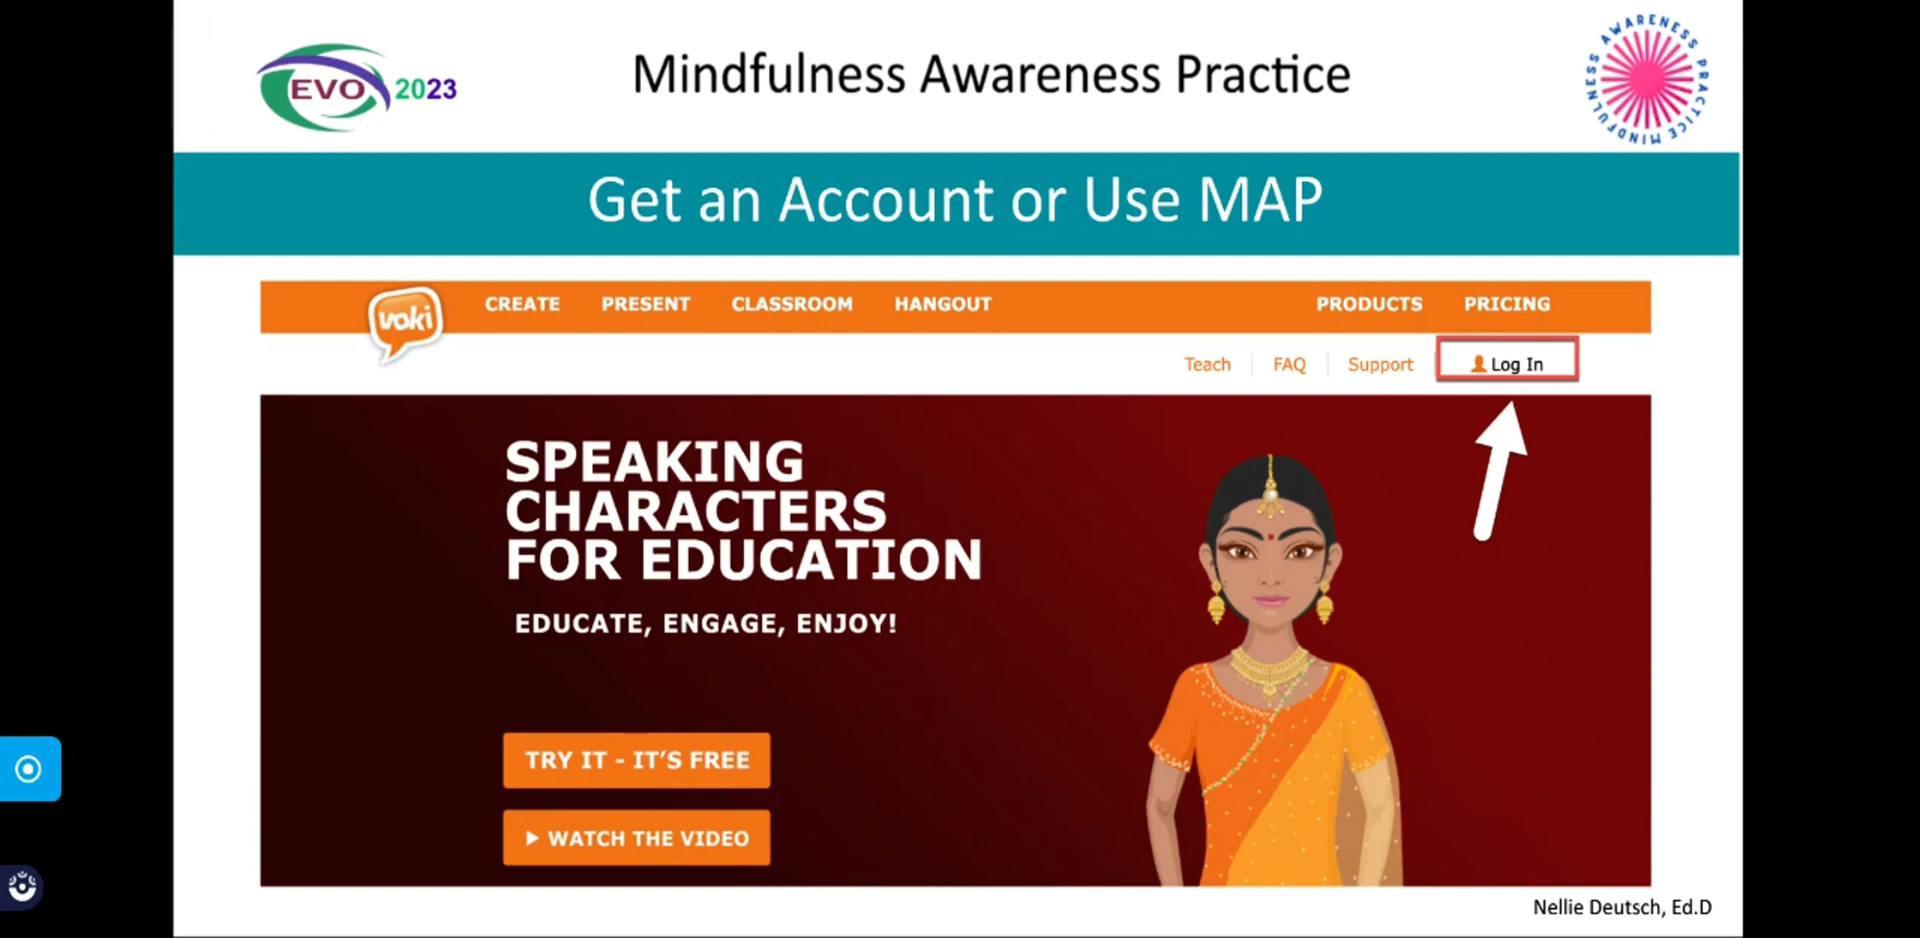 EVO 2023
Mindfulness Awareness Practice
MINDFULNESS AWARENESS PRACTICE
Get an Account or Use MAP
voki
CREATE PRESENT CLASSROOM HANGOUT PRODUCTS PRICING
Teach FAQ Support Log In
SPEAKING
CHARACTERS
FOR EDUCATION
EDUCATE, ENGAGE, ENJOY!
TRY IT - IT'S FREE
WATCH THE VIDEO
Nellie Deutsch, Ed.D